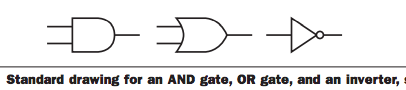 Standard drawing for an AND gate, OR gate, and an inverter,